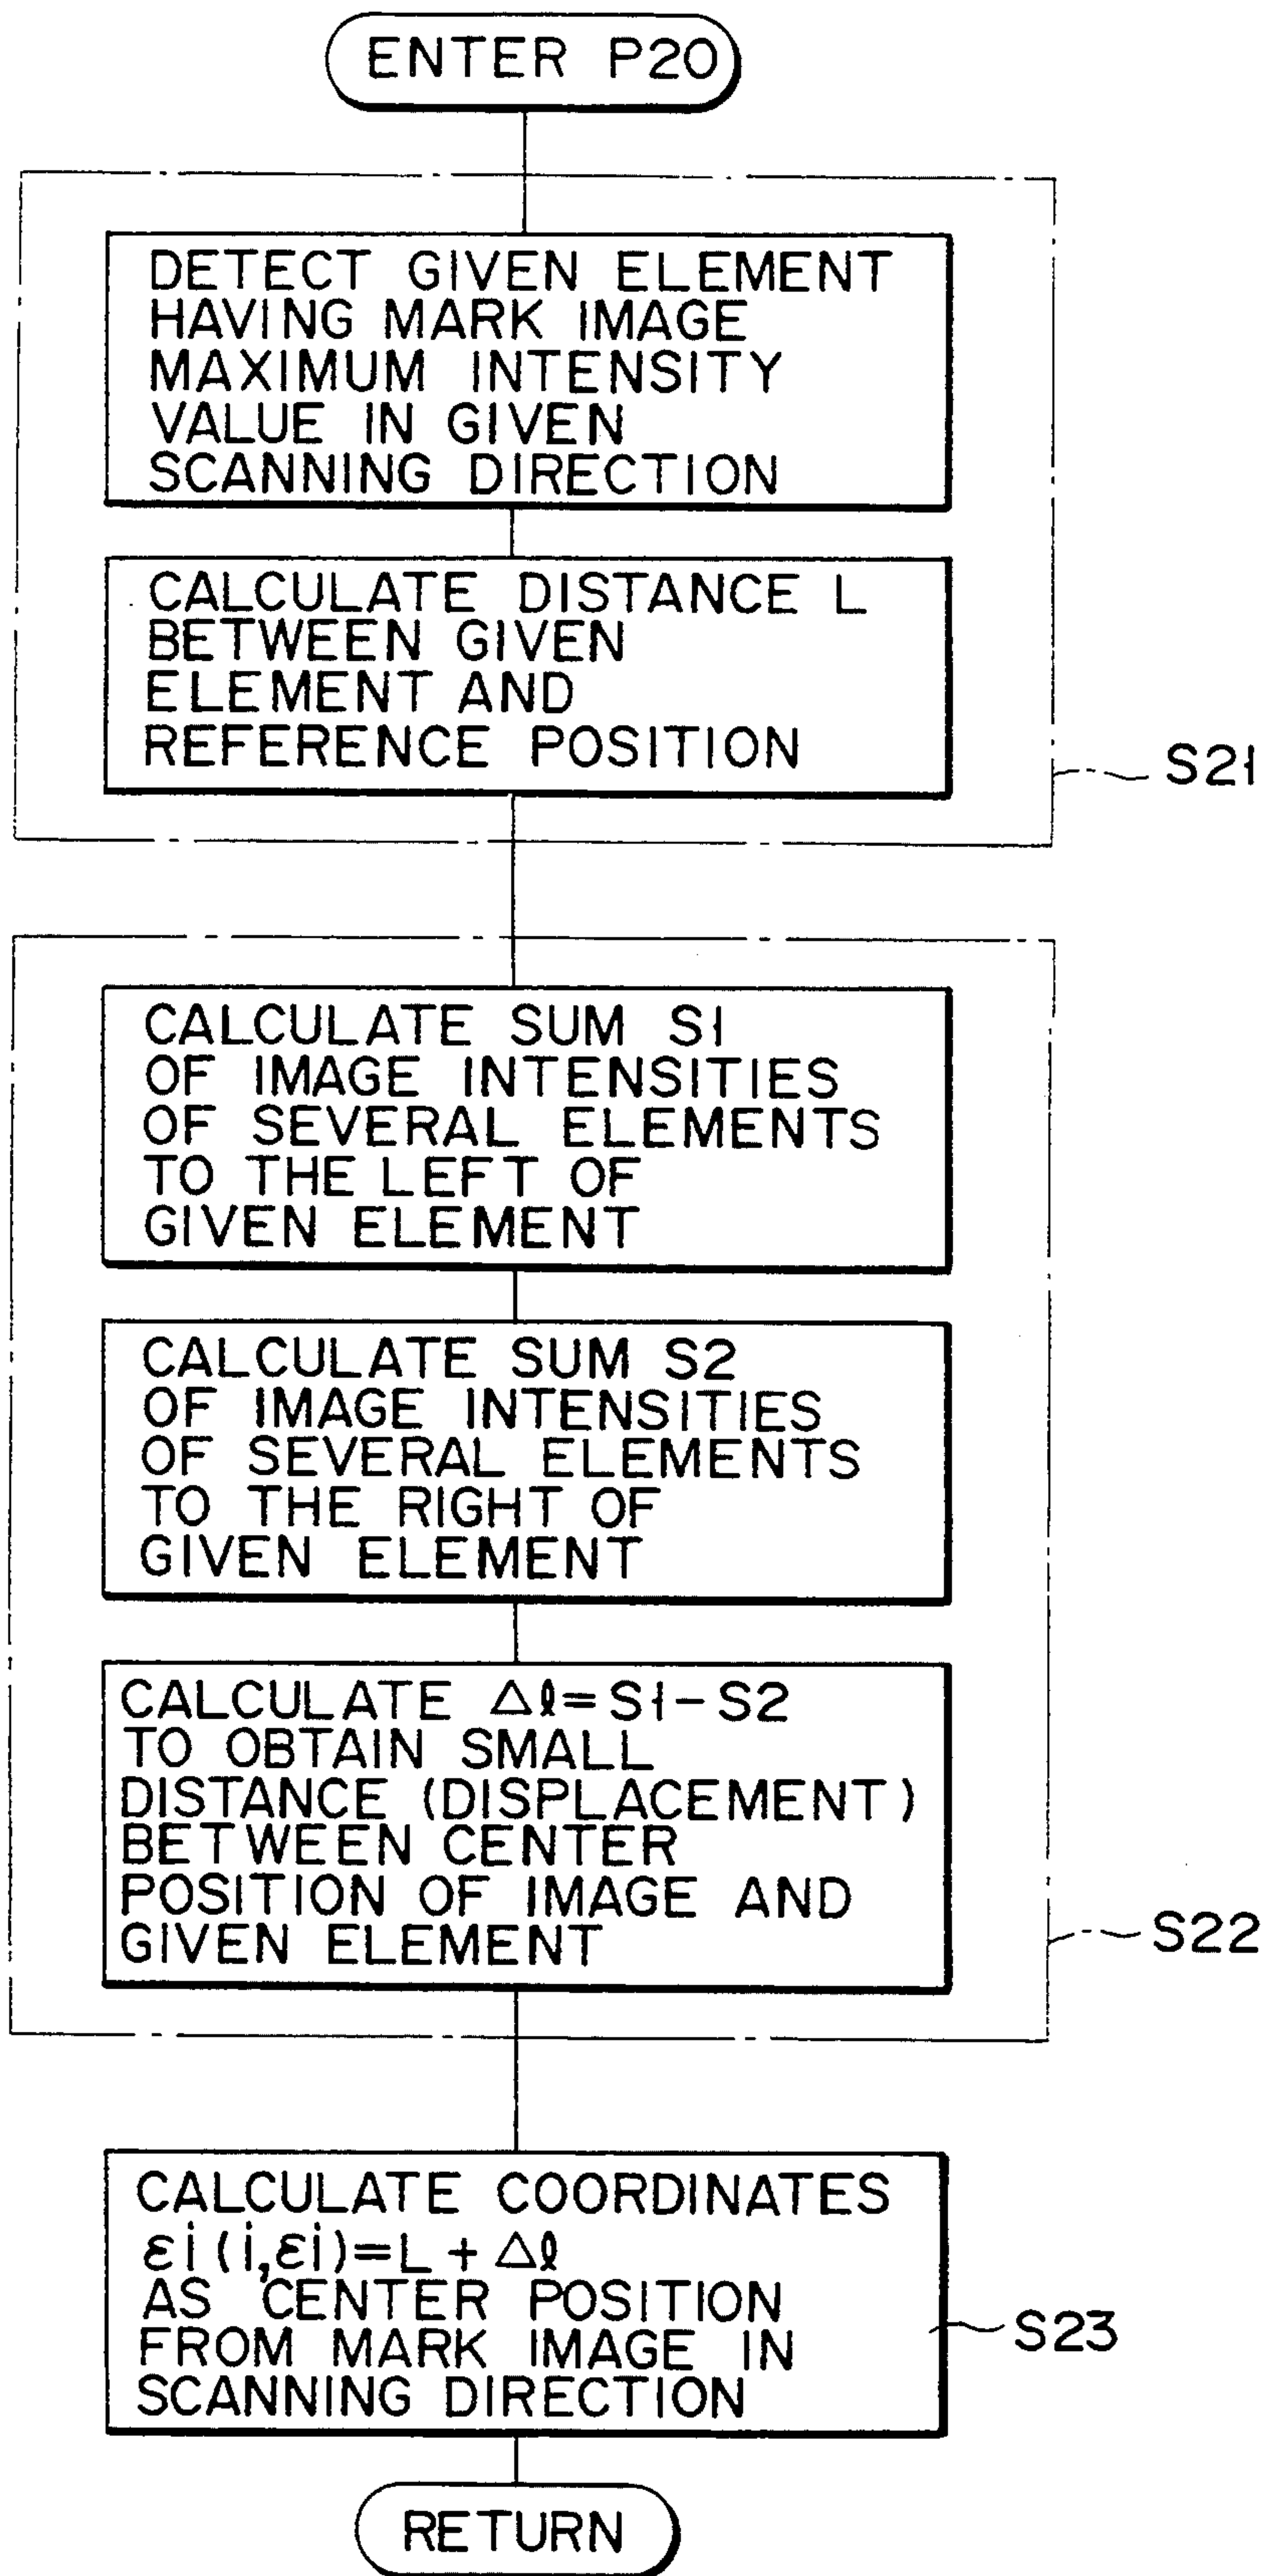 ENTER P20
DETECT GIVEN ELEMENT
HAVING MARK IMAGE
MAXIMUM INTENSITY
VALUE IN GIVEN
SCANNING DIRECTION
CALCULATE DISTANCE L
BETWEEN GIVEN
ELEMENT AND
REFERENCE POSITION
S21
CALCULATE SUM S1
OF IMAGE INTENSITIES
OF SEVERAL ELEMENTS
TO THE LEFT OF
GIVEN ELEMENT
CALCULATE SUM S2
OF IMAGE INTENSITIES
OF SEVERAL ELEMENTS
TO THE RIGHT OF
GIVEN ELEMENT
CALCULATE Δℓ=S1-S2
TO OBTAIN SMALL
DISTANCE (DISPLACEMENT)
BETWEEN CENTER
POSITION OF IMAGE AND
GIVEN ELEMENT
S22
CALCULATE COORDINATES
εi(i,εi)=L+Δℓ
AS CENTER POSITION
FROM MARK IMAGE IN
SCANNING DIRECTION
S23
RETURN